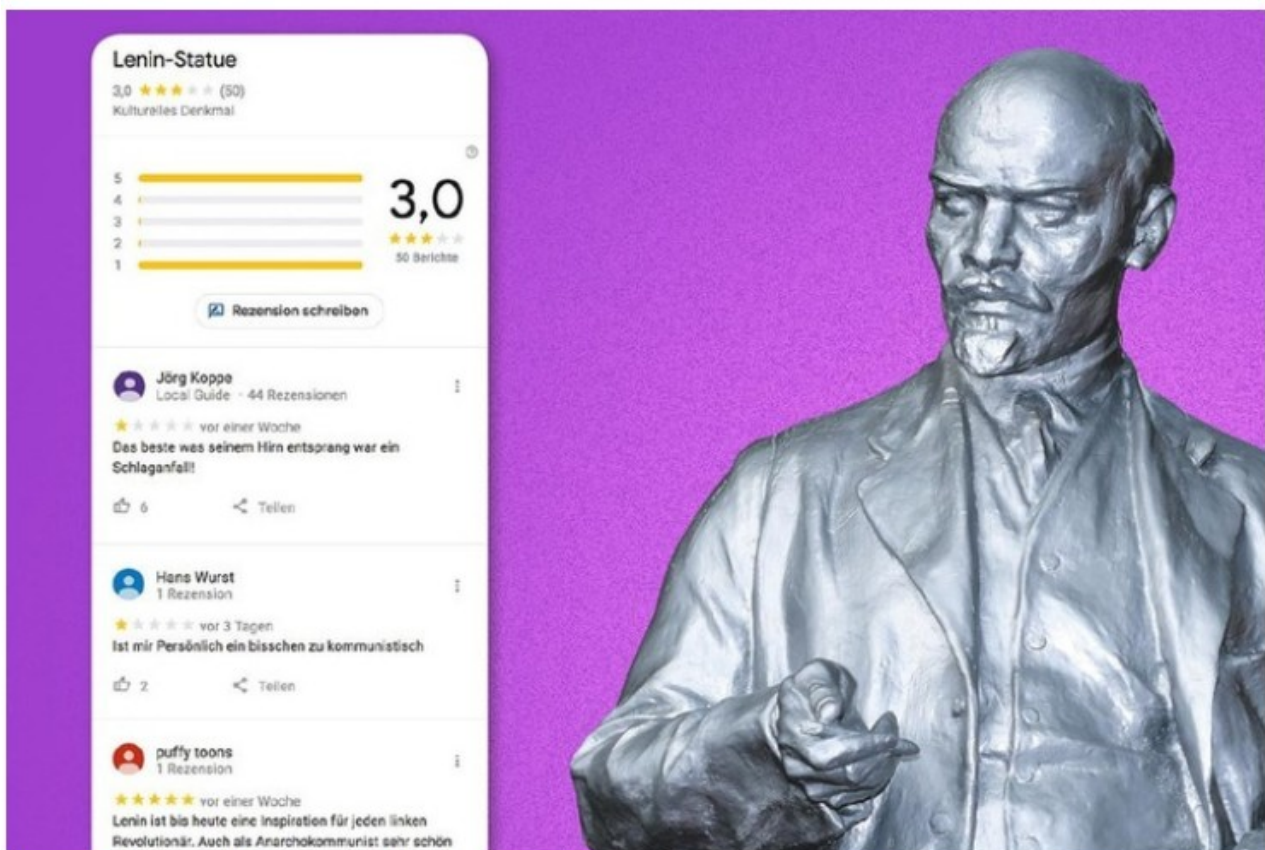 Lenin-Statue
3,0 (50)
Kulturelles Denkmal
5
4
3
2
1
3,0
50 Berichte
Rezension schreiben
Jörg Koppe
Local Guide · 44 Rezensionen
vor einer Woche
Das beste was seinem Hirn entsprang war ein
Schlaganfall!
6 Teilen
Hans Wurst
1 Rezension
vor 3 Tagen
Ist mir Persönlich ein bisschen zu kommunistisch
2 Teilen
puffy toons
1 Rezension
vor einer Woche
Lenin ist bis heute eine Inspiration für jeden linken
Revolutionär. Auch als Anarchokommunist sehr schön